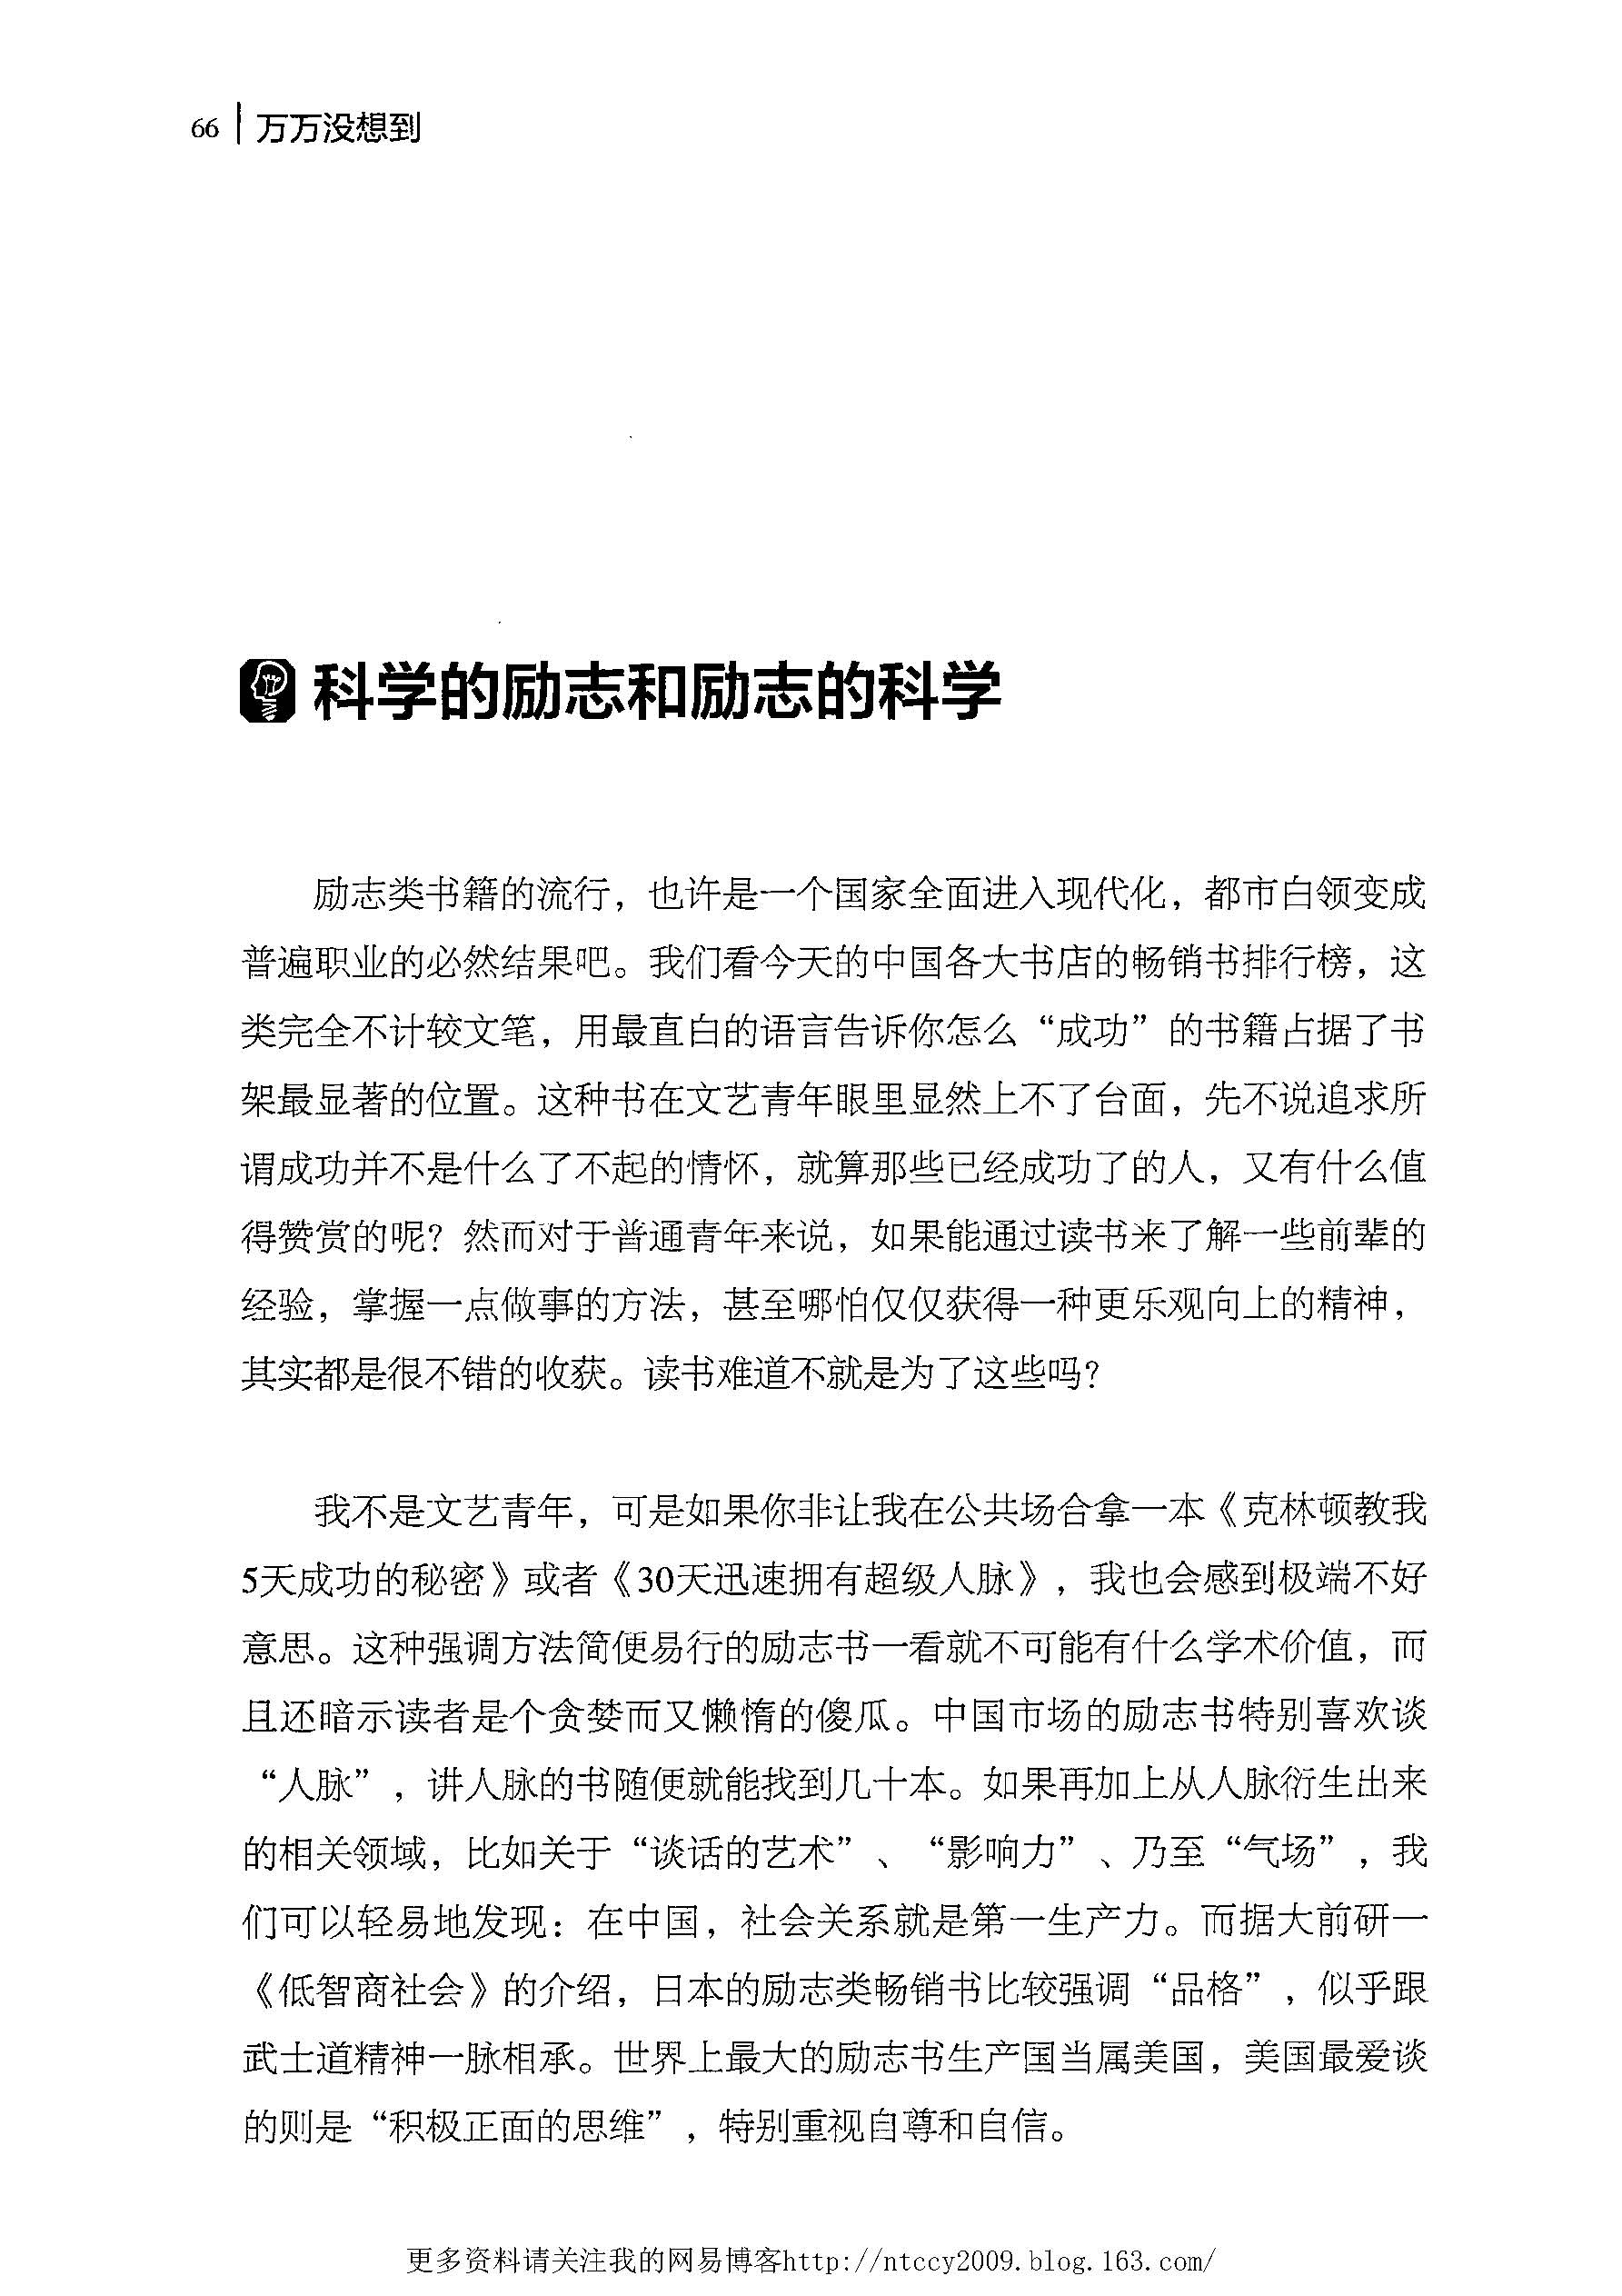 66 万万没想到
科学的励志和励志的科学
励志类书籍的流行，也许是一个国家全面进入现代化，都市白领变成
普遍职业的必然结果吧。我们看今天的中国各大书店的畅销书排行榜，这
类完全不计较文笔，用最直白的语言告诉你怎么“成功”的书籍占据了书
架最显著的位置。这种书在文艺青年眼里显然上不了台面，先不说追求所
谓成功并不是什么了不起的情怀，就算那些已经成功了的人，又有什么值
得赞赏的呢？然而对于普通青年来说，如果能通过读书来了解一些前辈的
经验，掌握一点做事的方法，甚至哪怕仅仅获得一种更乐观向上的精神，
其实都是很不错的收获。读书难道不就是为了这些吗？
我不是文艺青年，可是如果你非让我在公共场合拿一本《克林顿教我
5天成功的秘密》或者《30天迅速拥有超级人脉》，我也会感到极端不好
意思。这种强调方法简便易行的励志书一看就不可能有什么学术价值，而
且还暗示读者是个贪婪而又懒惰的傻瓜。中国市场的励志书特别喜欢谈
“人脉”，讲人脉的书随便就能找到几十本。如果再加上从人脉衍生出来
的相关领域，比如关于“谈话的艺术”、“影响力”、乃至“气场”，我
们可以轻易地发现：在中国，社会关系就是第一生产力。而据大前研一
《低智商社会》的介绍，日本的励志类畅销书比较强调“品格”，似乎跟
武士道精神一脉相承。世界上最大的励志书生产国当属美国，美国最爱谈
的则是“积极正面的思维”，特别重视自尊和自信。
更多资料请关注我的网易博客http://ntccy2009.blog.163.com/